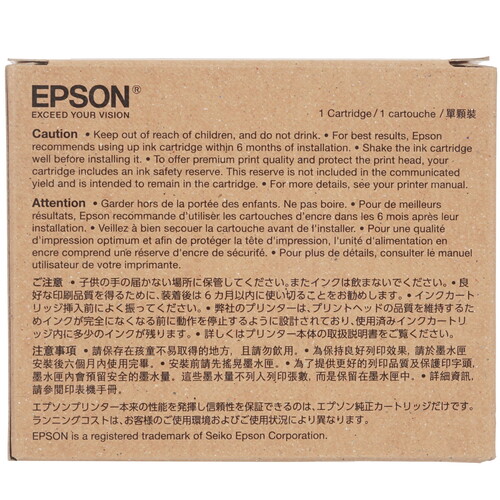 EPSON®
EXCEED YOUR VISION
1 Cartridge / 1 cartouche / 單顆裝
Caution • Keep out of reach of children, and do not drink. • For best results, Epson
recommends using up ink cartridge within 6 months of installation. • Shake the ink cartridge
well before installing it. • To offer premium print quality and protect the print head, your
cartridge includes an ink safety reserve. This reserve is not included in the communicated
yield and is intended to remain in the cartridge. • For more details, see your printer manual.
Attention • Garder hors de la portée des enfants. Ne pas boire. • Pour de meilleurs
résultats, Epson recommande d'utiliser les cartouches d'encre dans les 6 mois après leur
installation. • Veillez à bien secouer la cartouche avant de l'installer. • Pour une qualité
d'impression optimum et afin de protéger la tête d'impression, l'unité d'alimentation en
encre comprend une réserve d'encre de sécurité. • Pour plus de détails, consulter le manuel
utilisateur de votre imprimante.
ご注意 • 子供の手の届かない場所に保管してください。またインクは飲まないでください。 • 良
好な印刷品質を得るために、装着後は 6 カ月以内に使い切ることをお勧めします。 • インクカート
リッジ挿入前によく振ってください。 • 弊社のプリンターは、プリントヘッドの品質を維持するた
めインクが完全になくなる前に動作を停止するように設計されており、使用済みインクカートリッ
ジ内に多少のインクが残ります。 • 詳しくはプリンター本体の取扱説明書をご覧ください。
注意事項 • 請保存在孩童不易取得的地方，且請勿飲用。 • 為保持良好列印效果，請於墨水匣
安裝後六個月內使用完畢。 • 安裝前請先搖晃墨水匣。 • 為了提供更好的列印品質及保護印字頭，
墨水匣內會預留安全的墨水量。這些墨水量不列入列印張數，而是保留在墨水匣中。 • 詳細資訊，
請參閱印表機手冊。
エプソンプリンター本来の性能を発揮し信頼性を保証できるのは、エプソン純正カートリッジだけです。
ランニングコストは、お客様のご使用環境およびご使用状況により異なります。
EPSON is a registered trademark of Seiko Epson Corporation.